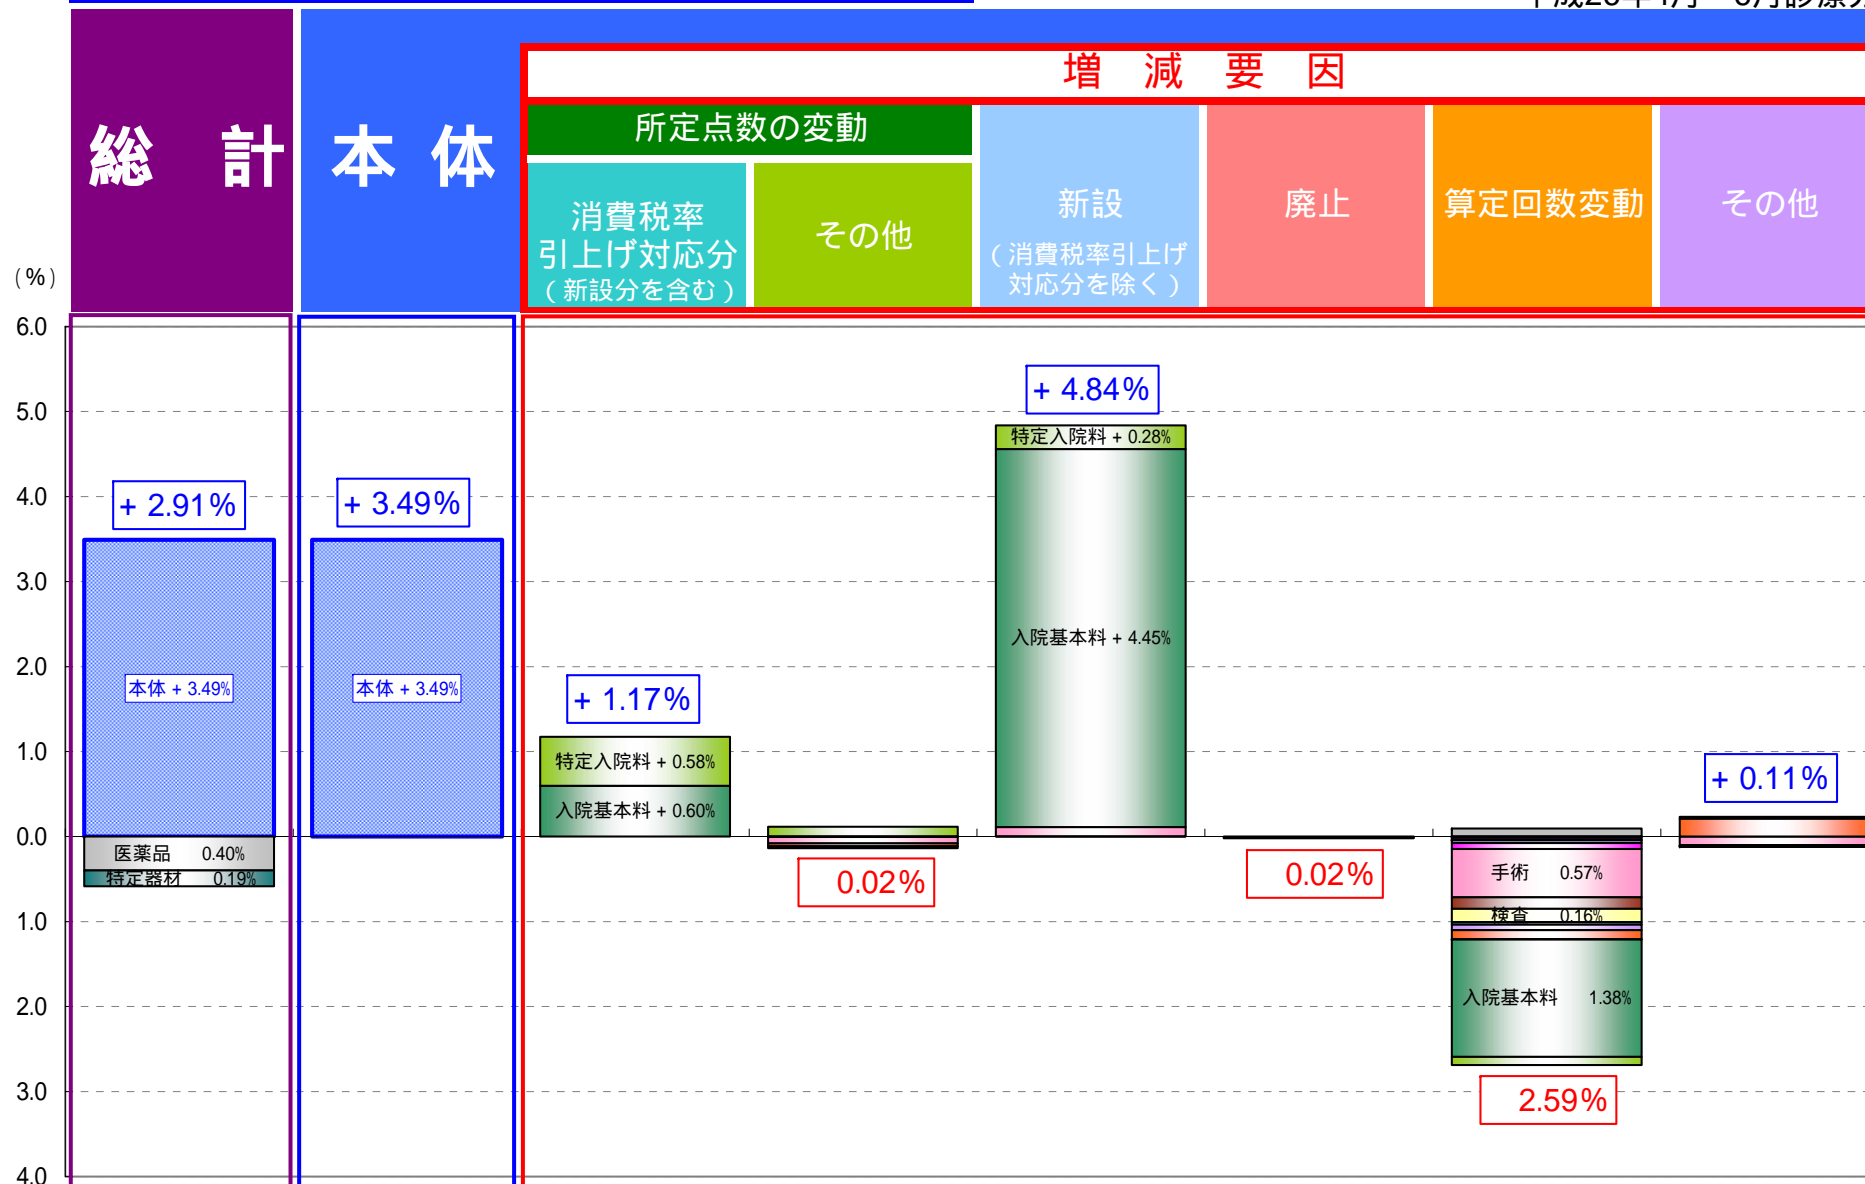 増 減 要 因
総 計
本 体
所定点数の変動
消費税率
引上げ対応分
(新設分を含む)
その他
新設
(消費税率引上げ
対応分を除く)
廃止
算定回数変動
その他
(%)
6.0
5.0
4.0
3.0
2.0
1.0
0.0
1.0
2.0
3.0
4.0
+ 2.91%
本体 + 3.49%
医薬品 0.40%
特定器材 0.19%
+ 3.49%
本体 + 3.49%
+ 1.17%
特定入院料 + 0.58%
入院基本料 + 0.60%
0.02%
+ 4.84%
特定入院料 + 0.28%
入院基本料 + 4.45%
0.02%
手術 0.57%
検査 0.16%
入院基本料 1.38%
2.59%
+ 0.11%